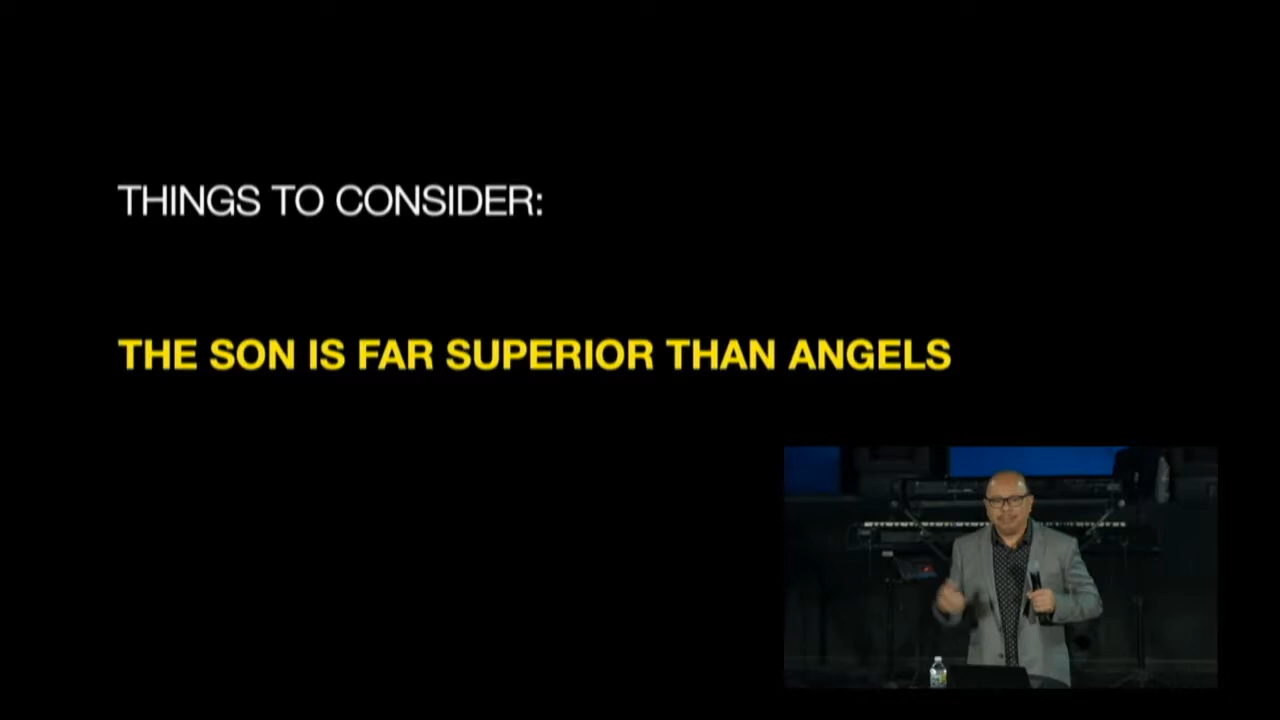 THINGS TO CONSIDER:
THE SON IS FAR SUPERIOR THAN ANGELS